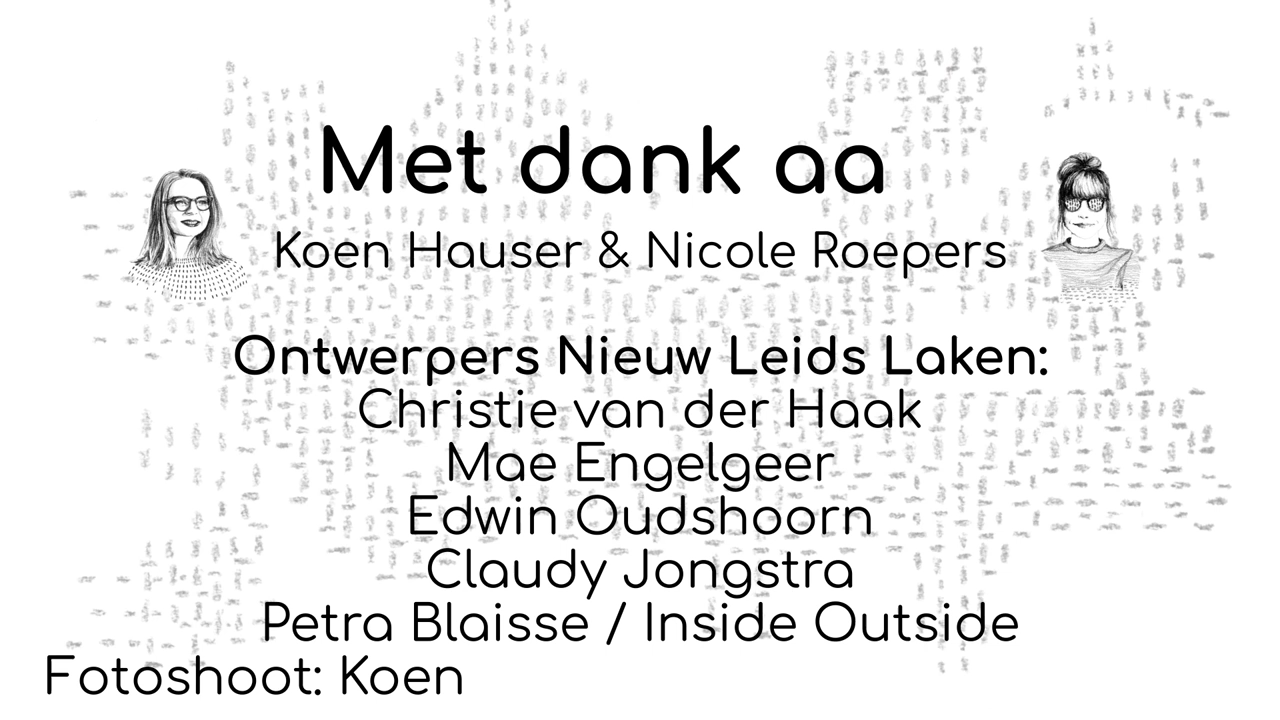 Met dank aa
Koen Hauser & Nicole Roepers
Ontwerpers Nieuw Leids Laken:
Christie van der Haak
Mae Engelgeer
Edwin Oudshoorn
Claudy Jongstra
Petra Blaisse / Inside Outside
Fotoshoot: Koen